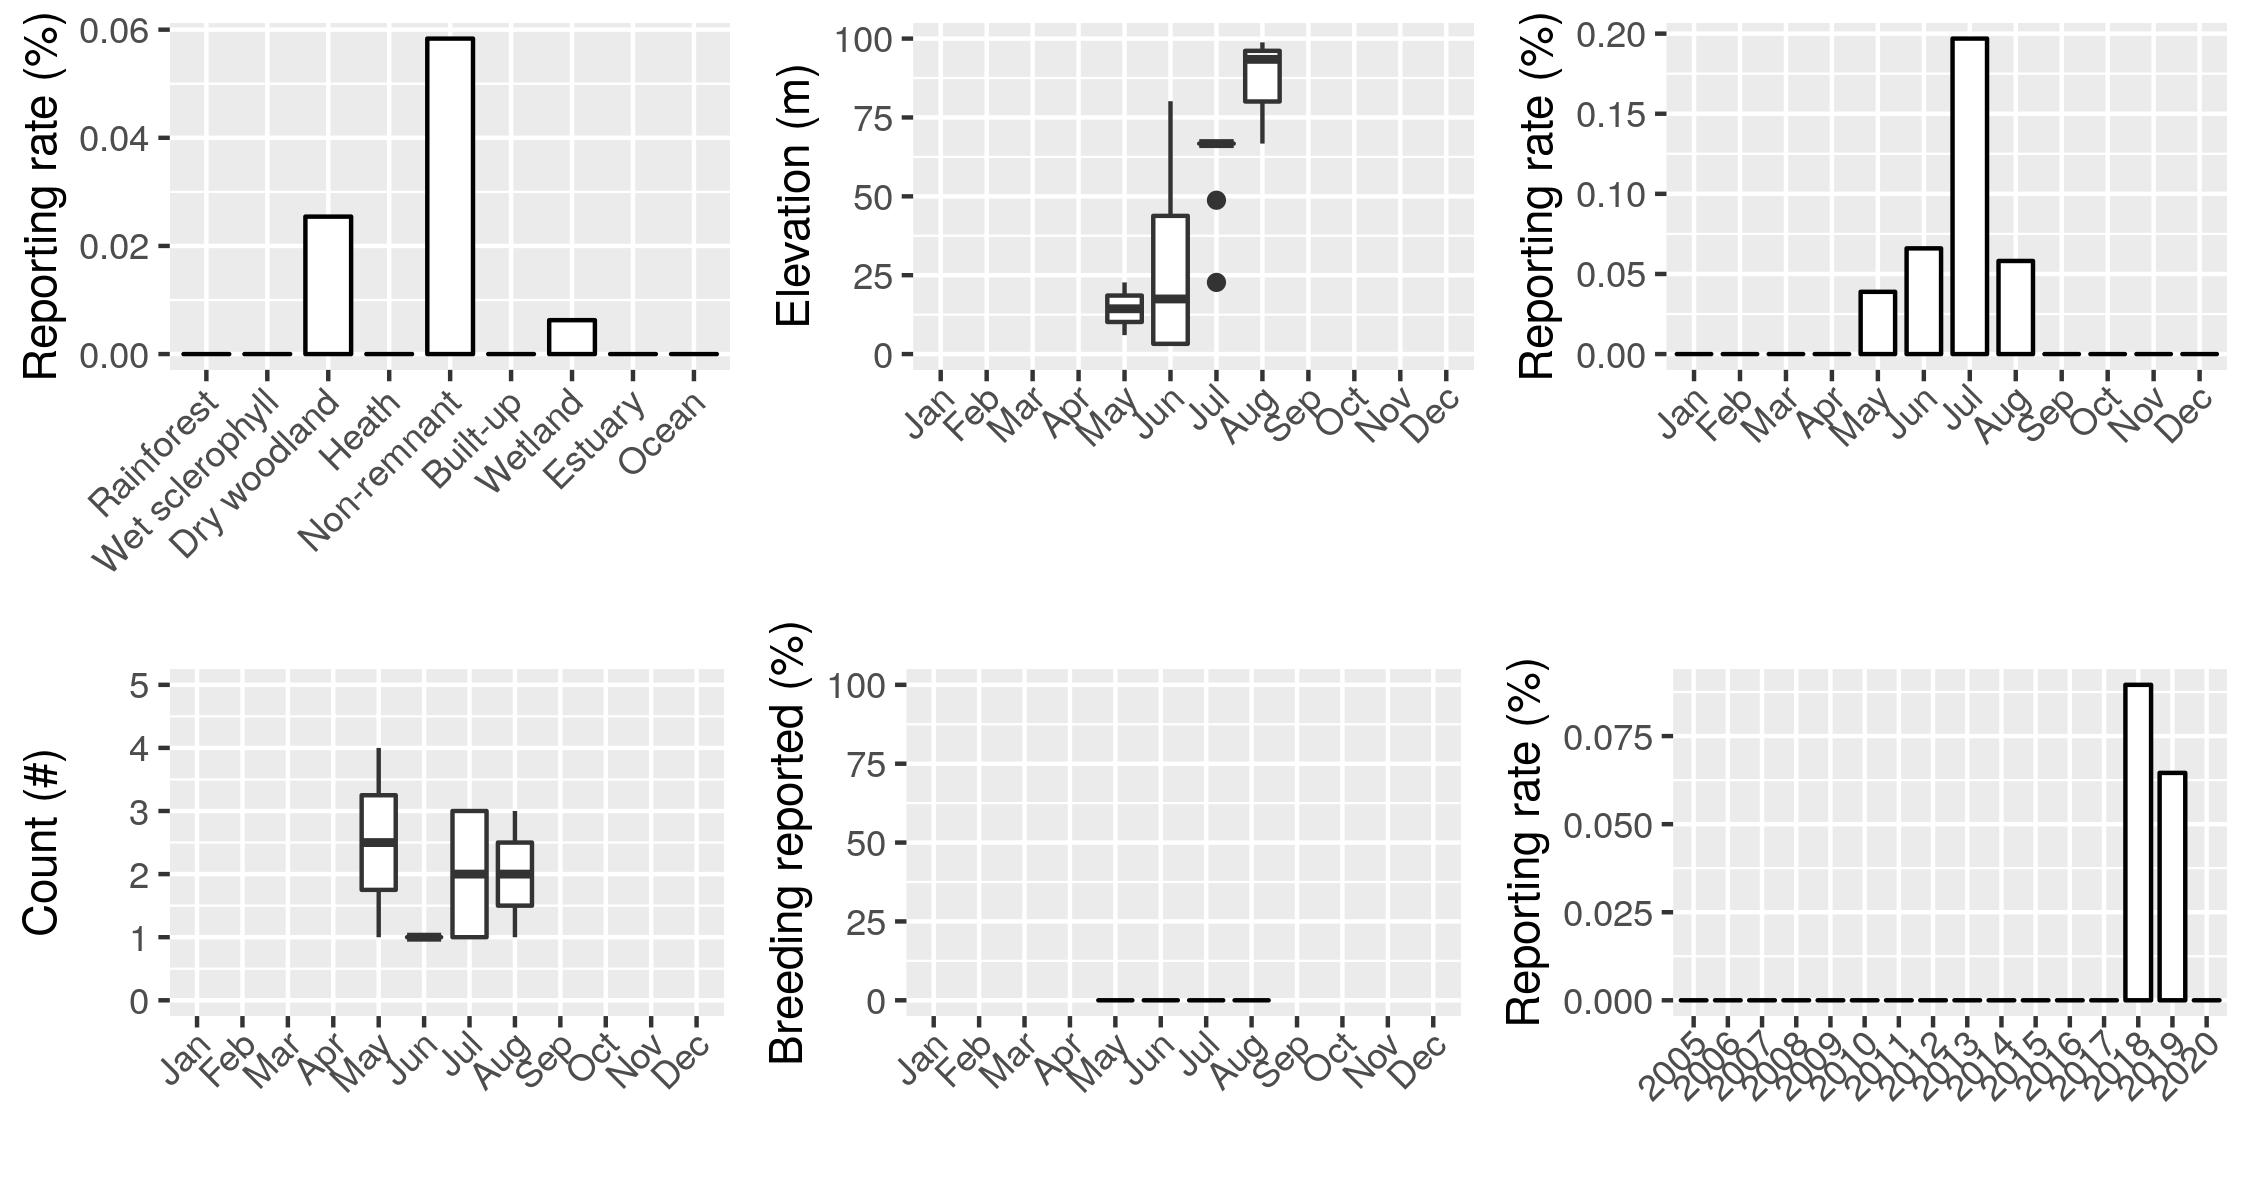 Reporting rate (%)
0.06
0.04
0.02
0.00
Rainforest
Wet sclerophyll
Dry woodland
Heath
Non-remnant
Built-up
Wetland
Estuary
Ocean
Elevation (m)
100
75
50
25
0
Jan
Feb
Mar
Apr
May
Jun
Jul
Aug
Sep
Oct
Nov
Dec
Reporting rate (%)
0.20
0.15
0.10
0.05
0.00
Jan
Feb
Mar
Apr
May
Jun
Jul
Aug
Sep
Oct
Nov
Dec
Count (#)
5
4
3
2
1
0
Jan
Feb
Mar
Apr
May
Jun
Jul
Aug
Sep
Oct
Nov
Dec
Breeding reported (%)
100
75
50
25
0
Jan
Feb
Mar
Apr
May
Jun
Jul
Aug
Sep
Oct
Nov
Dec
Reporting rate (%)
0.075
0.050
0.025
0.000
2005
2006
2007
2008
2009
2010
2011
2012
2013
2014
2015
2016
2017
2018
2019
2020